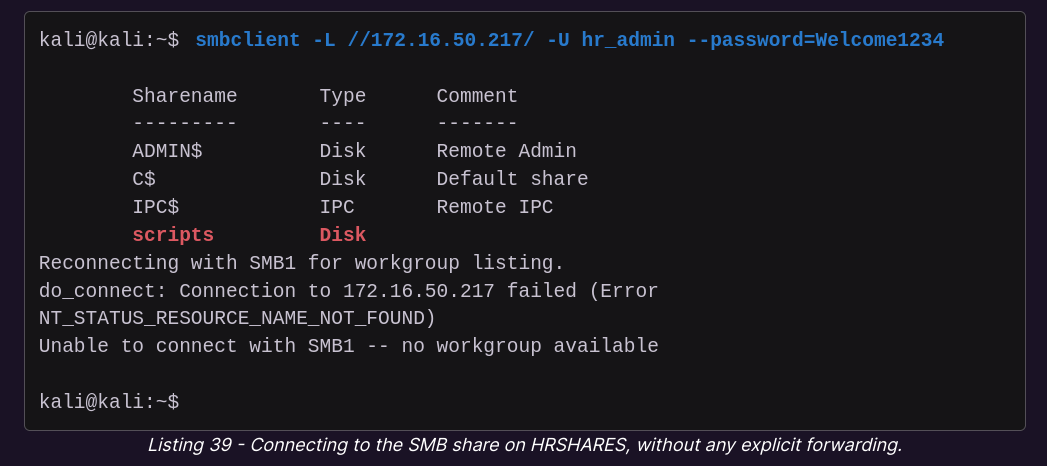 kali@kali:~$ smbclient -L //172.16.50.217/ -U hr_admin --password=Welcome1234
Sharename Type Comment
--------- ---- -------
ADMIN$ Disk Remote Admin
C$ Disk Default share
IPC$ IPC Remote IPC
scripts Disk
Reconnecting with SMB1 for workgroup listing.
do_connect: Connection to 172.16.50.217 failed (Error
NT_STATUS_RESOURCE_NAME_NOT_FOUND)
Unable to connect with SMB1 -- no workgroup available
kali@kali:~$
Listing 39 - Connecting to the SMB share on HRSHARES, without any explicit forwarding.